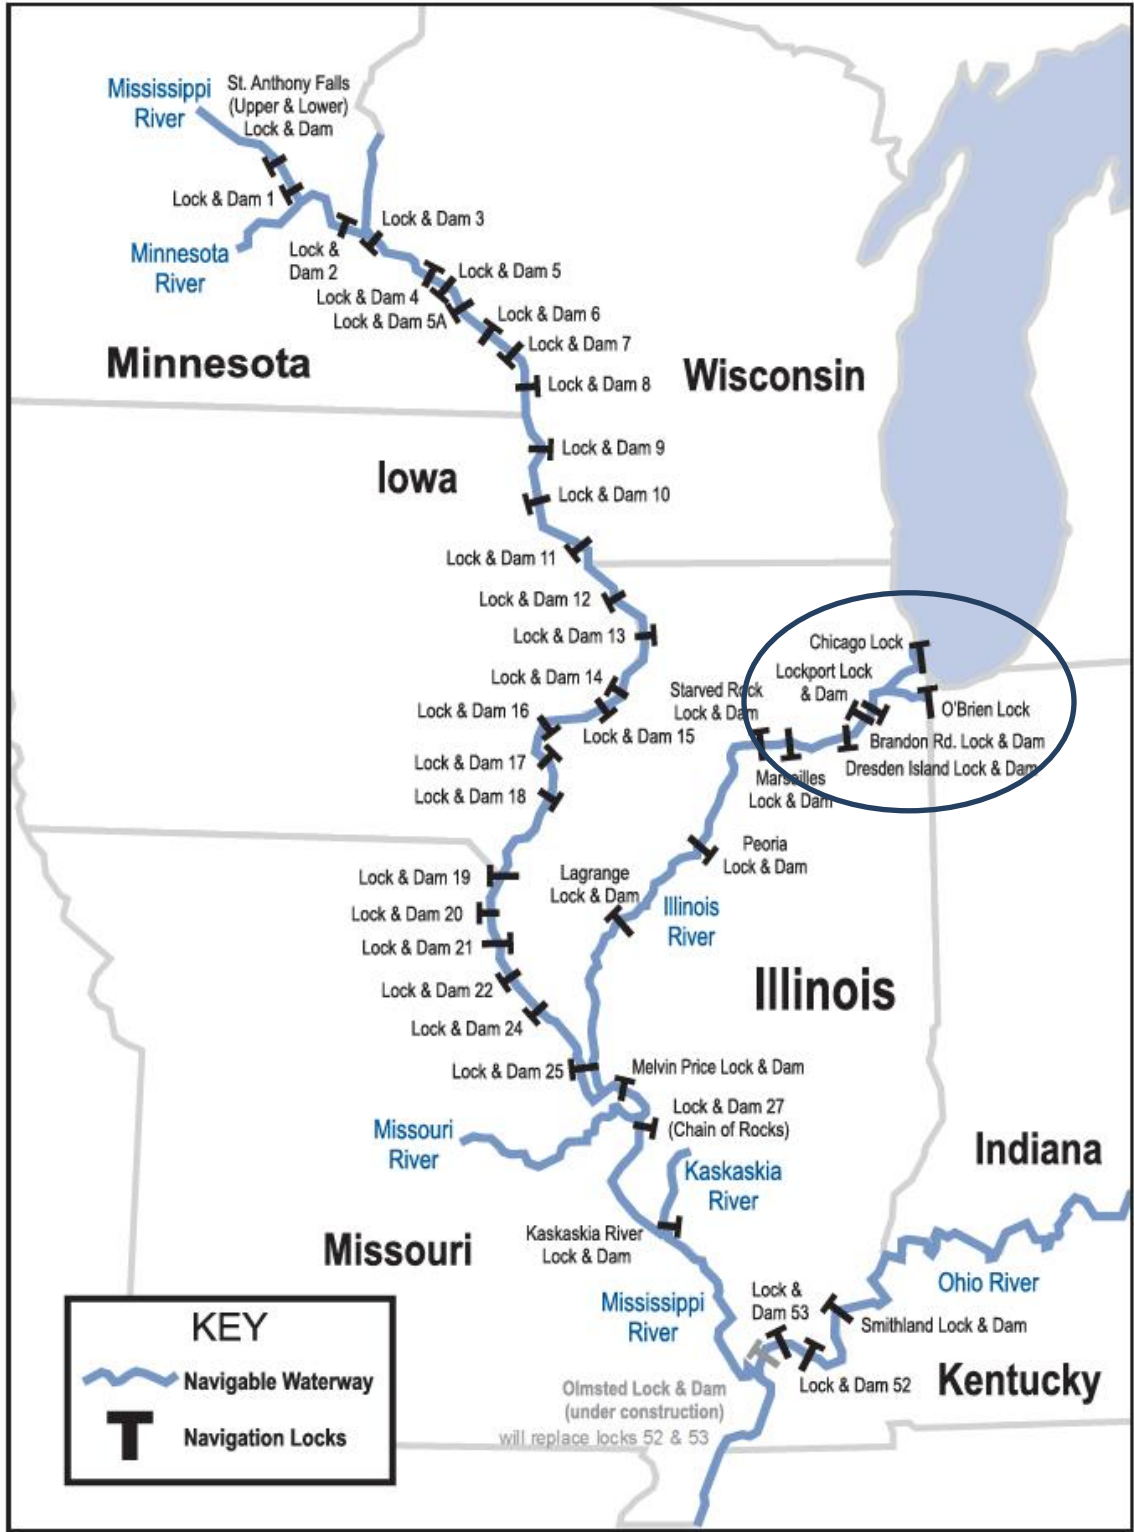 Mississippi
River
St. Anthony Falls
(Upper & Lower)
Lock & Dam
Lock & Dam 1
Lock & Dam 3
Minnesota
River
Lock &
Dam 2
Lock & Dam 5
Lock & Dam 4
Lock & Dam 5A
Lock & Dam 6
Lock & Dam 7
Minnesota
Wisconsin
Lock & Dam 8
Lock & Dam 9
Iowa
Lock & Dam 10
Lock & Dam 11
Lock & Dam 12
Lock & Dam 13
Chicago Lock
Lockport Lock
& Dam
Lock & Dam 14
Starved Rock
Lock & Dam
Lock & Dam 16
O'Brien Lock
Lock & Dam 15
Brandon Rd. Lock & Dam
Lock & Dam 17
Dresden Island Lock & Dam
Marseilles
Lock & Dam
Lock & Dam 18
Peoria
Lock & Dam
Lock & Dam 19
Lagrange
Lock & Dam
Lock & Dam 20
Illinois
River
Lock & Dam 21
Lock & Dam 22
Illinois
Lock & Dam 24
Lock & Dam 25
Melvin Price Lock & Dam
Lock & Dam 27
(Chain of Rocks)
Missouri
River
Indiana
Kaskaskia
River
Kaskaskia River
Lock & Dam
Missouri
Ohio River
Lock &
Dam 53
Mississippi
River
Smithland Lock & Dam
Lock & Dam 52
Kentucky
Olmsted Lock & Dam
(under construction)
will replace locks 52 & 53
KEY
Navigable Waterway
Navigation Locks